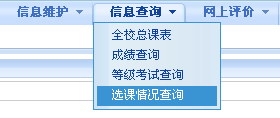 信息维护 信息查询 网上评价
全校总课表
成绩查询
等级考试查询
选课情况查询